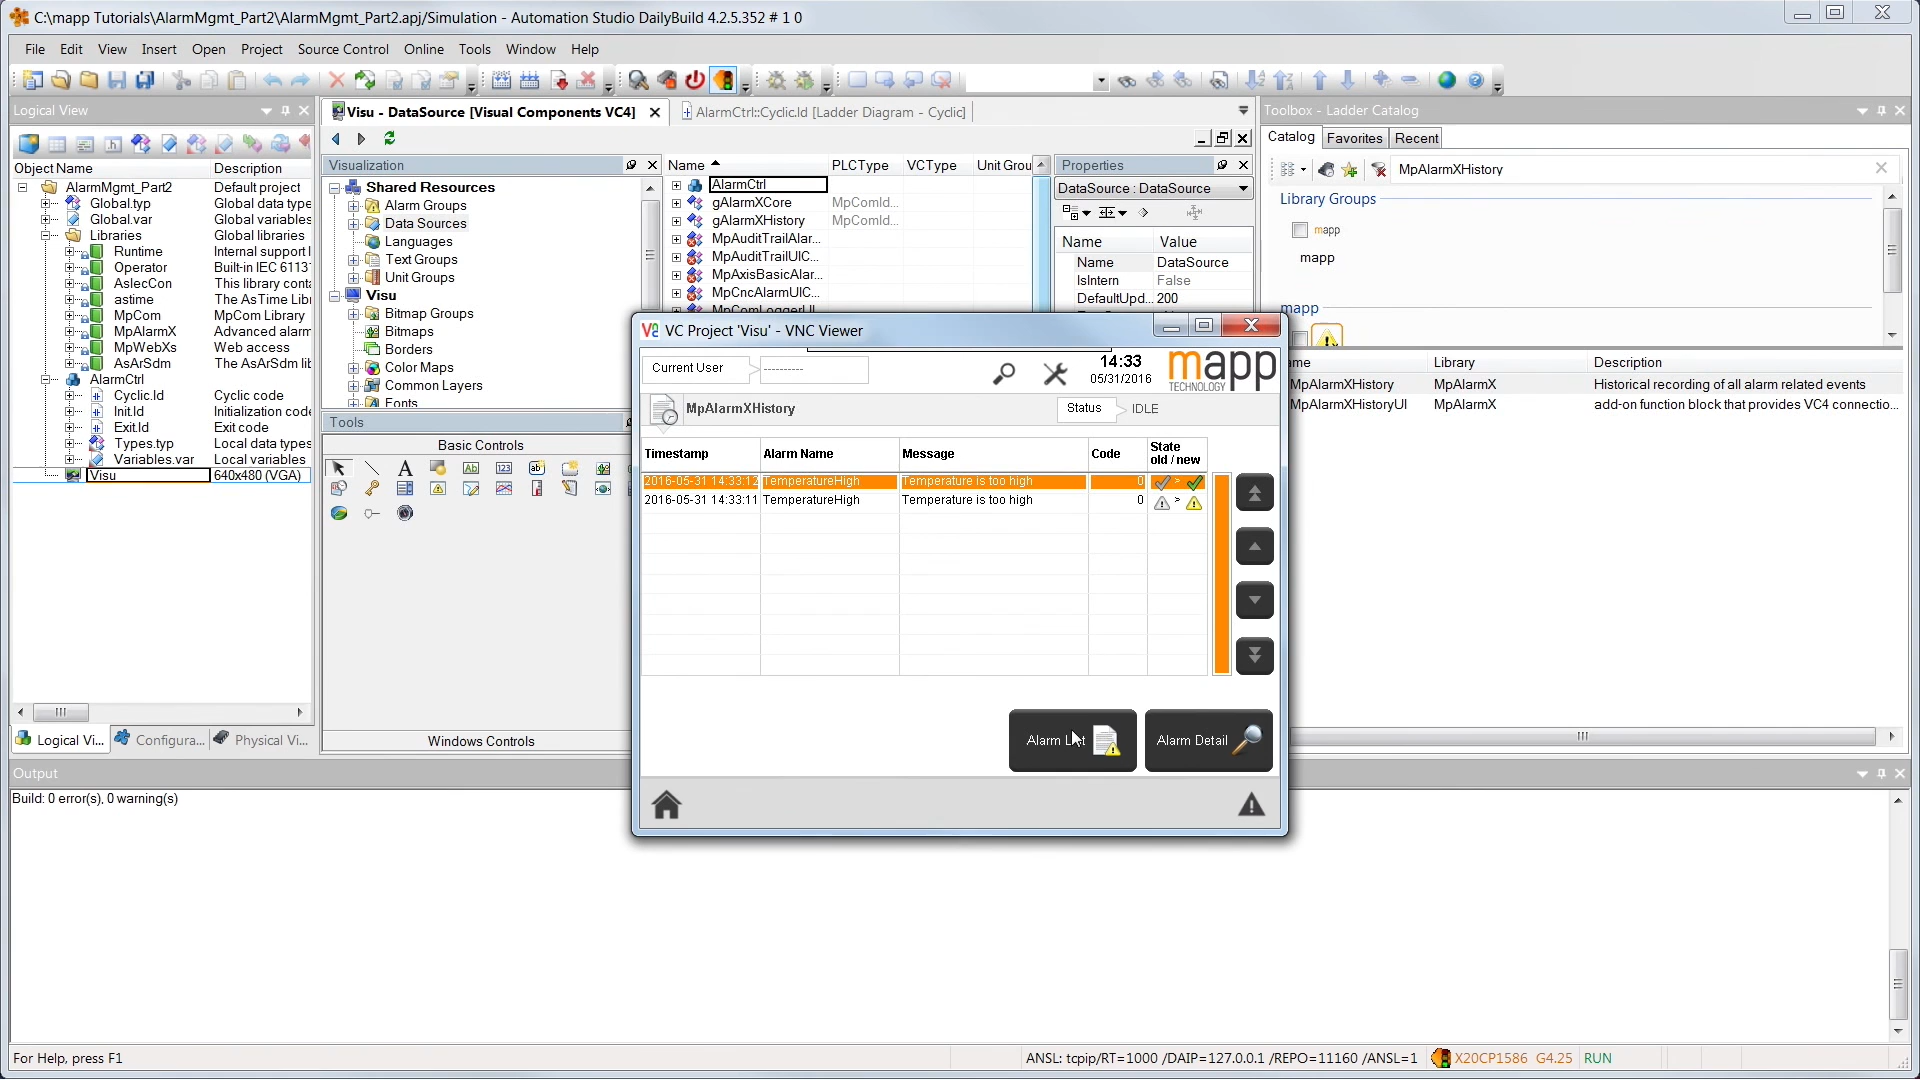 C:\mapp Tutorials\AlarmMgmt_Part2\AlarmMgmt_Part2.apj/Simulation - Automation Studio DailyBuild 4.2.5.352 # 1 0
File Edit View Insert Open Project Source Control Online Tools Window Help
Logical View
Object Name Description
AlarmMgmt_Part2 Default project
Global.typ Global data type
Global.var Global variables
Libraries Global libraries
Runtime Internal support l
Operator Built-in IEC 6113
AsIecCon This library conta
astime The AsTime Libr
MpCom MpCom Library
MpAlarmX Advanced alarm
MpWebXs Web access
AsArSdm The AsArSdm lib
AlarmCtrl
Cyclic.ld Cyclic code
Init.ld Initialization code
Exit.ld Exit code
Types.typ Local data types
Variables.var Local variables
Visu 640x480 (VGA)
Logical Vi... Configura... Physical Vi...
Visu - DataSource [Visual Components VC4] AlarmCtrl::Cyclic.ld [Ladder Diagram - Cyclic]
Visualization
Shared Resources
Alarm Groups
Data Sources
Languages
Text Groups
Unit Groups
Visu
Bitmap Groups
Bitmaps
Borders
Color Maps
Common Layers
Fonts
Tools
Basic Controls
Windows Controls
Name PLCType VCType Unit Grou
AlarmCtrl
gAlarmXCore MpComId...
gAlarmXHistory MpComId...
MpAuditTrailAlar...
MpAuditTrailUIC...
MpAxisBasicAlar...
MpCncAlarmUIC...
MpComLoggerUI
Properties
DataSource : DataSource
Name Value
Name DataSource
IsIntern False
DefaultUpd... 200
Toolbox - Ladder Catalog
Catalog Favorites Recent
MpAlarmXHistory
Library Groups
mapp
mapp
mapp
ame Library Description
MpAlarmXHistory MpAlarmX Historical recording of all alarm related events
MpAlarmXHistoryUI MpAlarmX add-on function block that provides VC4 connectio...
VC Project 'Visu' - VNC Viewer
Current User ----------
14:33
05/31/2016
mapp
TECHNOLOGY
MpAlarmXHistory Status IDLE
Timestamp Alarm Name Message Code State old / new
2016-05-31 14:33:12 TemperatureHigh Temperature is too high 0 >
2016-05-31 14:33:11 TemperatureHigh Temperature is too high 0 >
Alarm List Alarm Detail
Output
Build: 0 error(s), 0 warning(s)
For Help, press F1 ANSL: tcpip/RT=1000 /DAIP=127.0.0.1 /REPO=11160 /ANSL=1 X20CP1586 G4.25 RUN